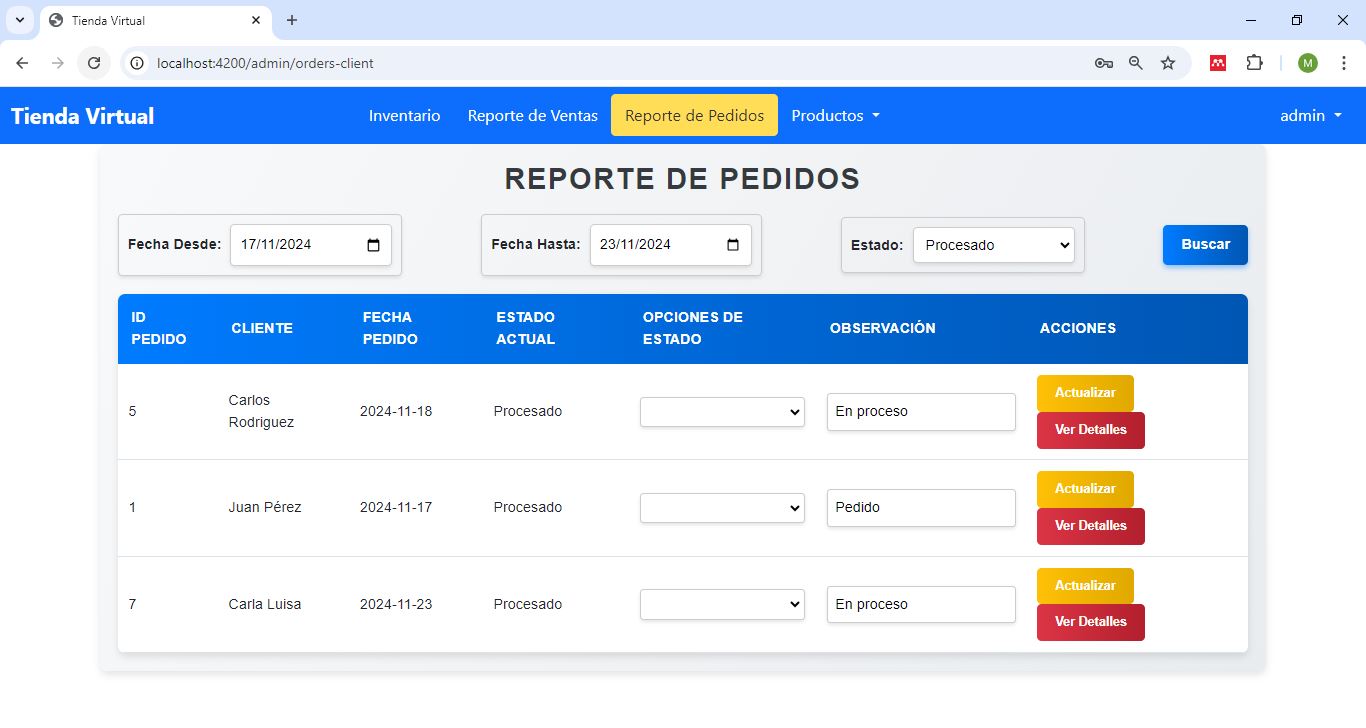 Tienda Virtual
localhost:4200/admin/orders-client
M
Tienda Virtual
Inventario
Reporte de Ventas
Reporte de Pedidos
Productos
admin
REPORTE DE PEDIDOS
Fecha Desde: 17/11/2024
Fecha Hasta: 23/11/2024
Estado: Procesado
Buscar
ID
PEDIDO
CLIENTE
FECHA
PEDIDO
ESTADO
ACTUAL
OPCIONES DE
ESTADO
OBSERVACIÓN
ACCIONES
5
Carlos
Rodriguez
2024-11-18
Procesado
En proceso
Actualizar
Ver Detalles
1
Juan Pérez
2024-11-17
Procesado
Pedido
Actualizar
Ver Detalles
7
Carla Luisa
2024-11-23
Procesado
En proceso
Actualizar
Ver Detalles